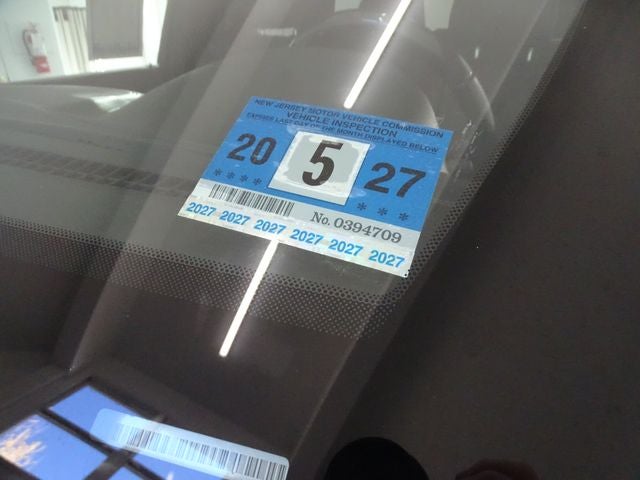 NEW JERSEY MOTOR VEHICLE COMMISSION
VEHICLE INSPECTION
EXPIRES LAST DAY OF THE MONTH DISPLAYED BELOW
20 5 27
No. 0394709
2027 2027 2027 2027 2027 2027